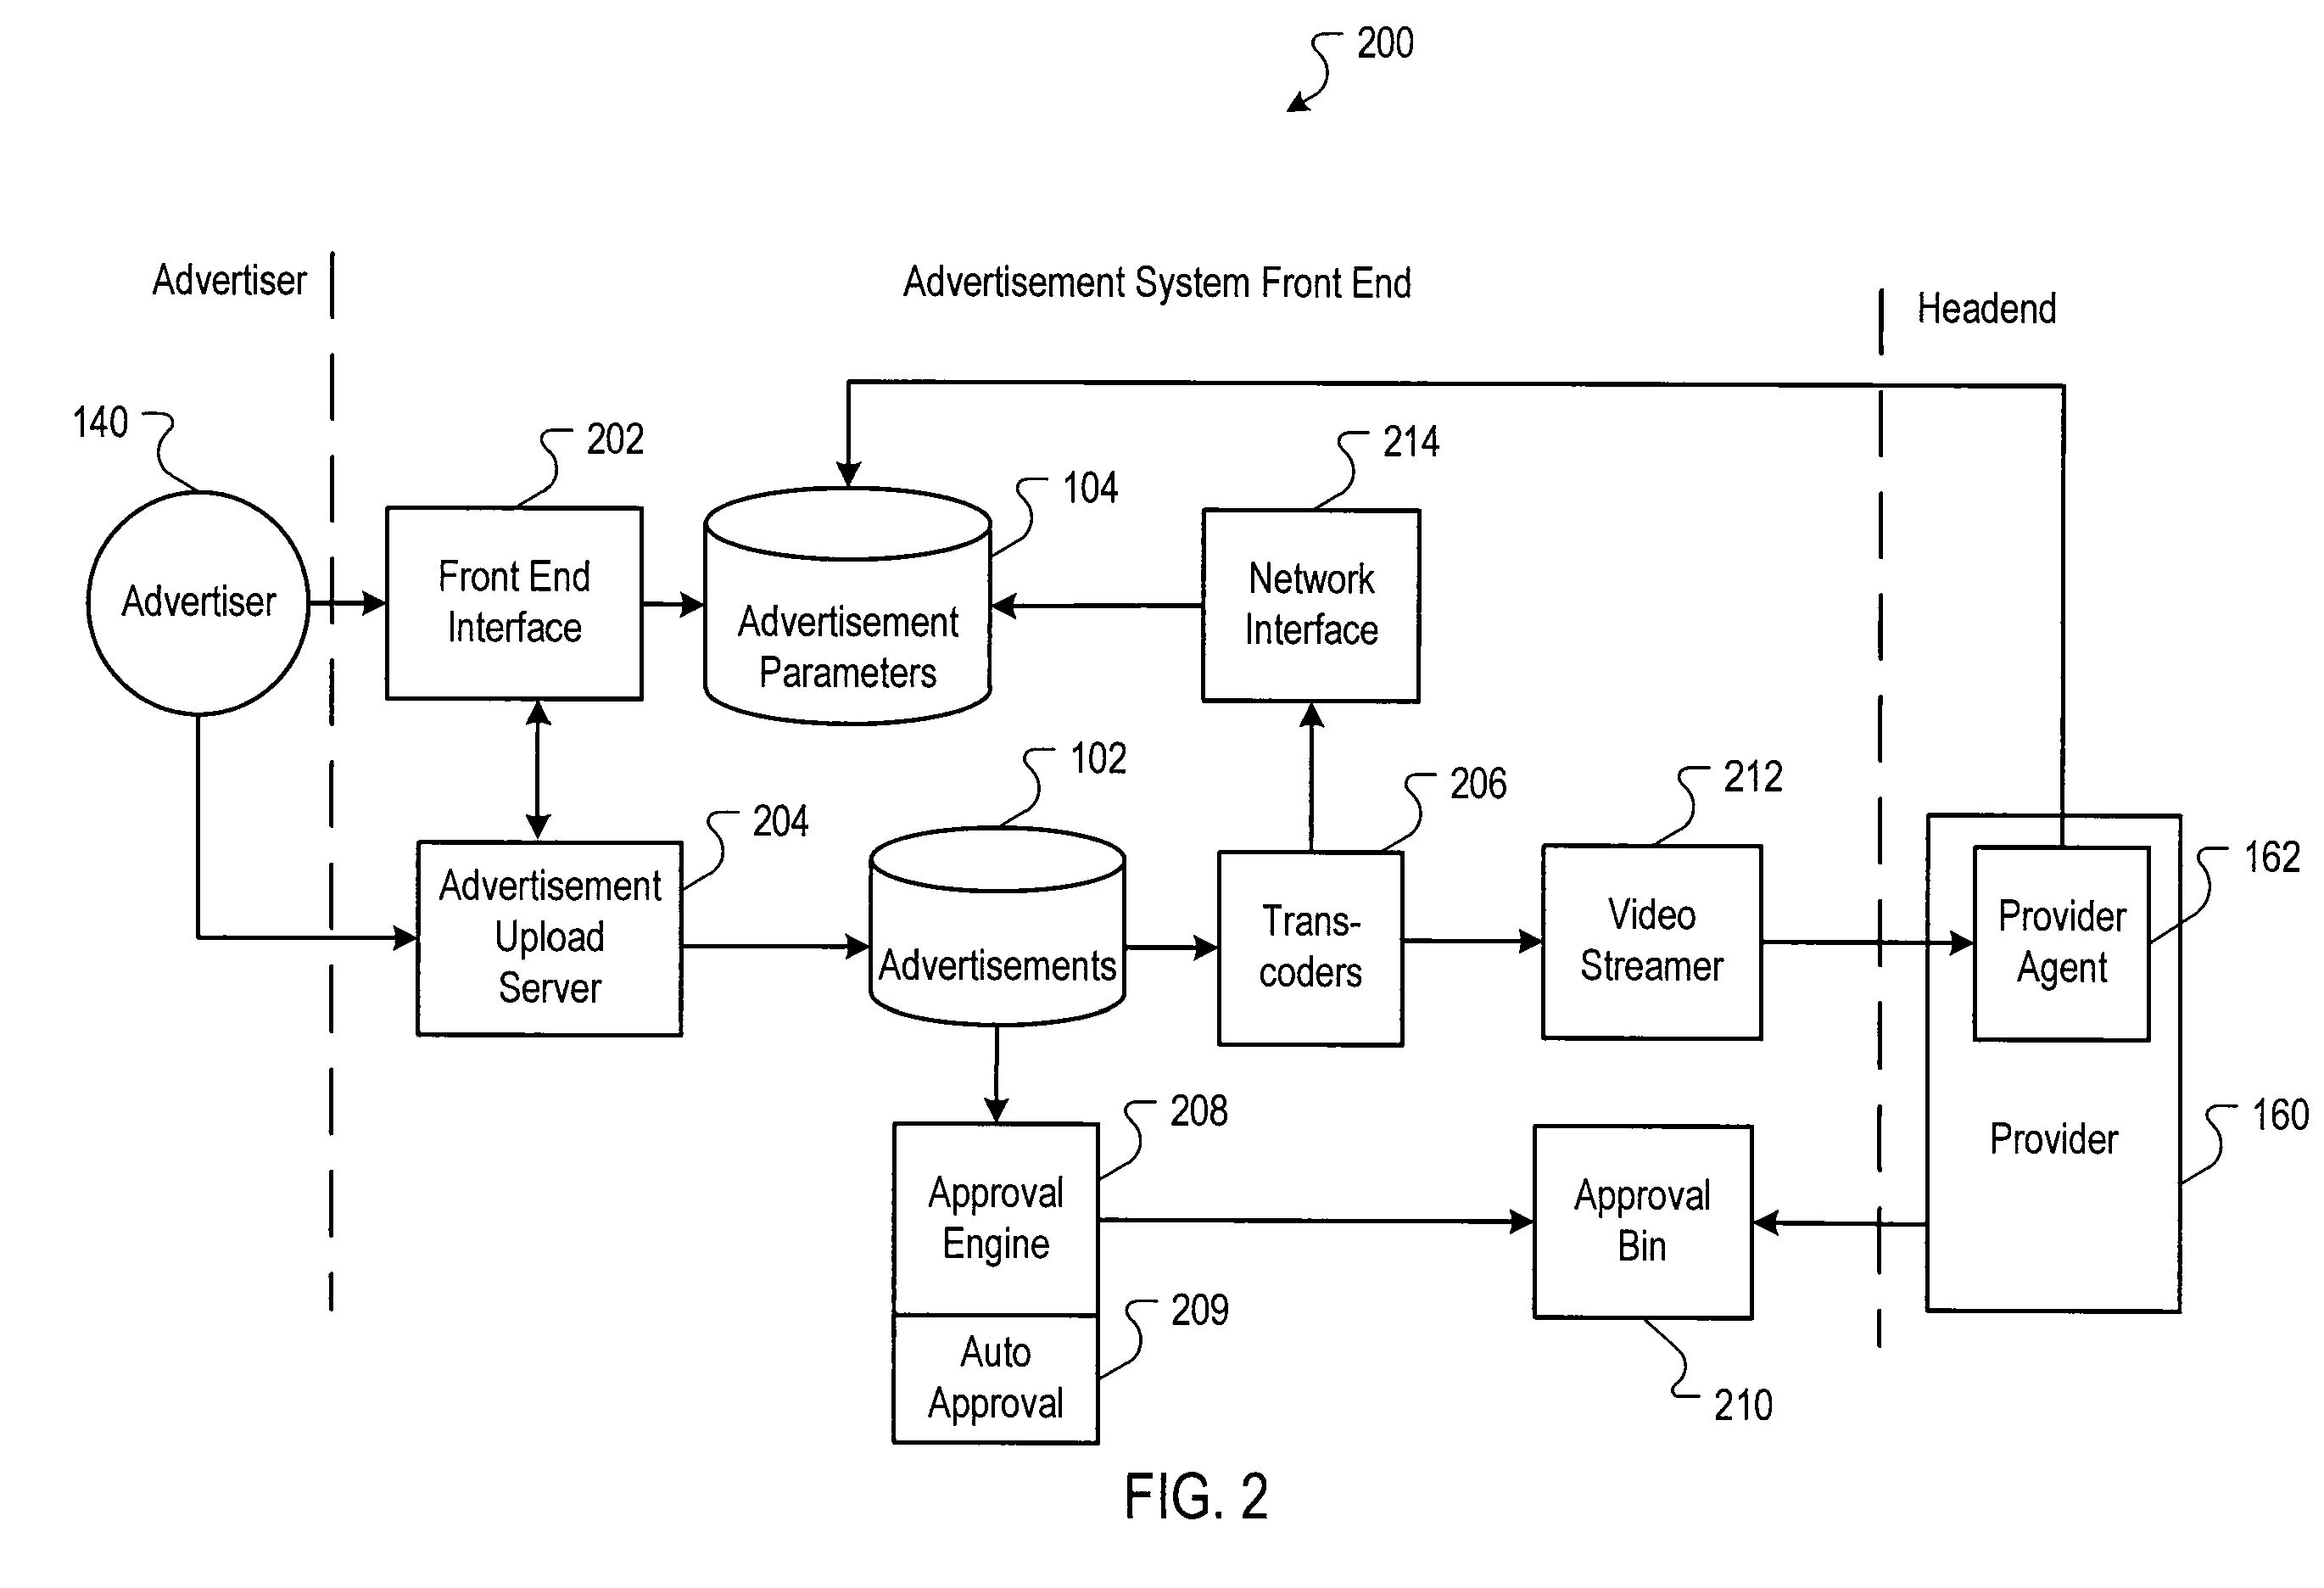 200
Advertiser
Advertisement System Front End
Headend
140
202
104
214
Advertiser
Front End
Interface
Advertisement
Parameters
Network
Interface
102
204
206
212
162
Advertisement
Upload
Server
Advertisements
Trans-
coders
Video
Streamer
Provider
Agent
208
160
Approval
Engine
Approval
Bin
Provider
209
Auto
Approval
210
FIG. 2